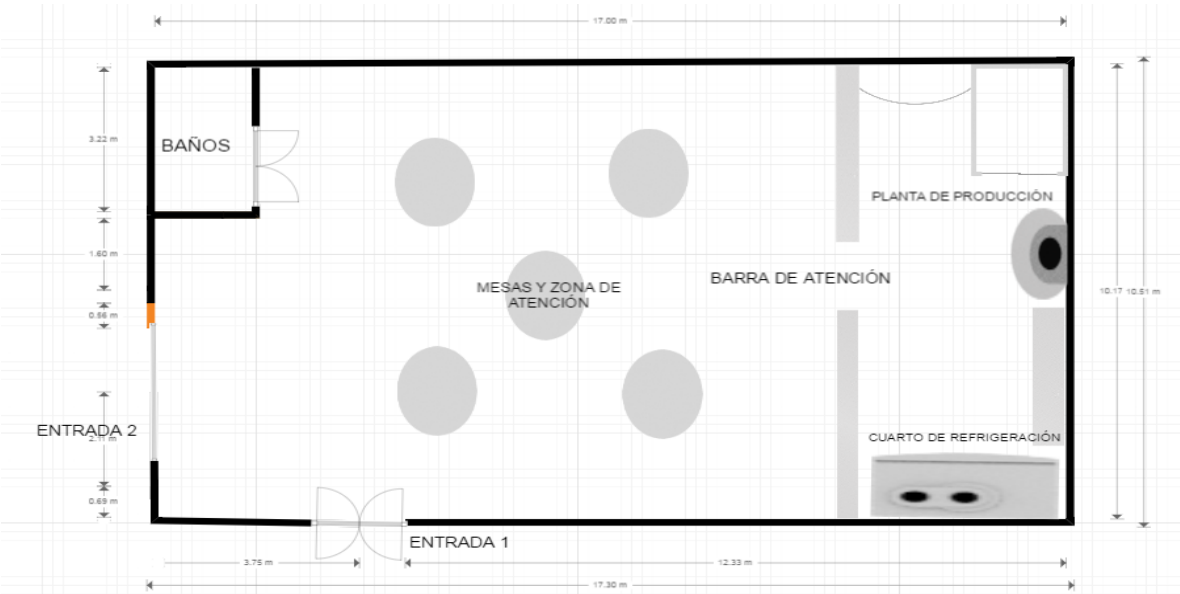 17.00 m
3.22 m
BAÑOS
PLANTA DE PRODUCCIÓN
1.60 m
BARRA DE ATENCIÓN
MESAS Y ZONA DE
ATENCIÓN
10.17
10.51 m
0.56 m
ENTRADA 2
2.11 m
CUARTO DE REFRIGERACIÓN
0.69 m
ENTRADA 1
3.75 m
12.33 m
17.30 m